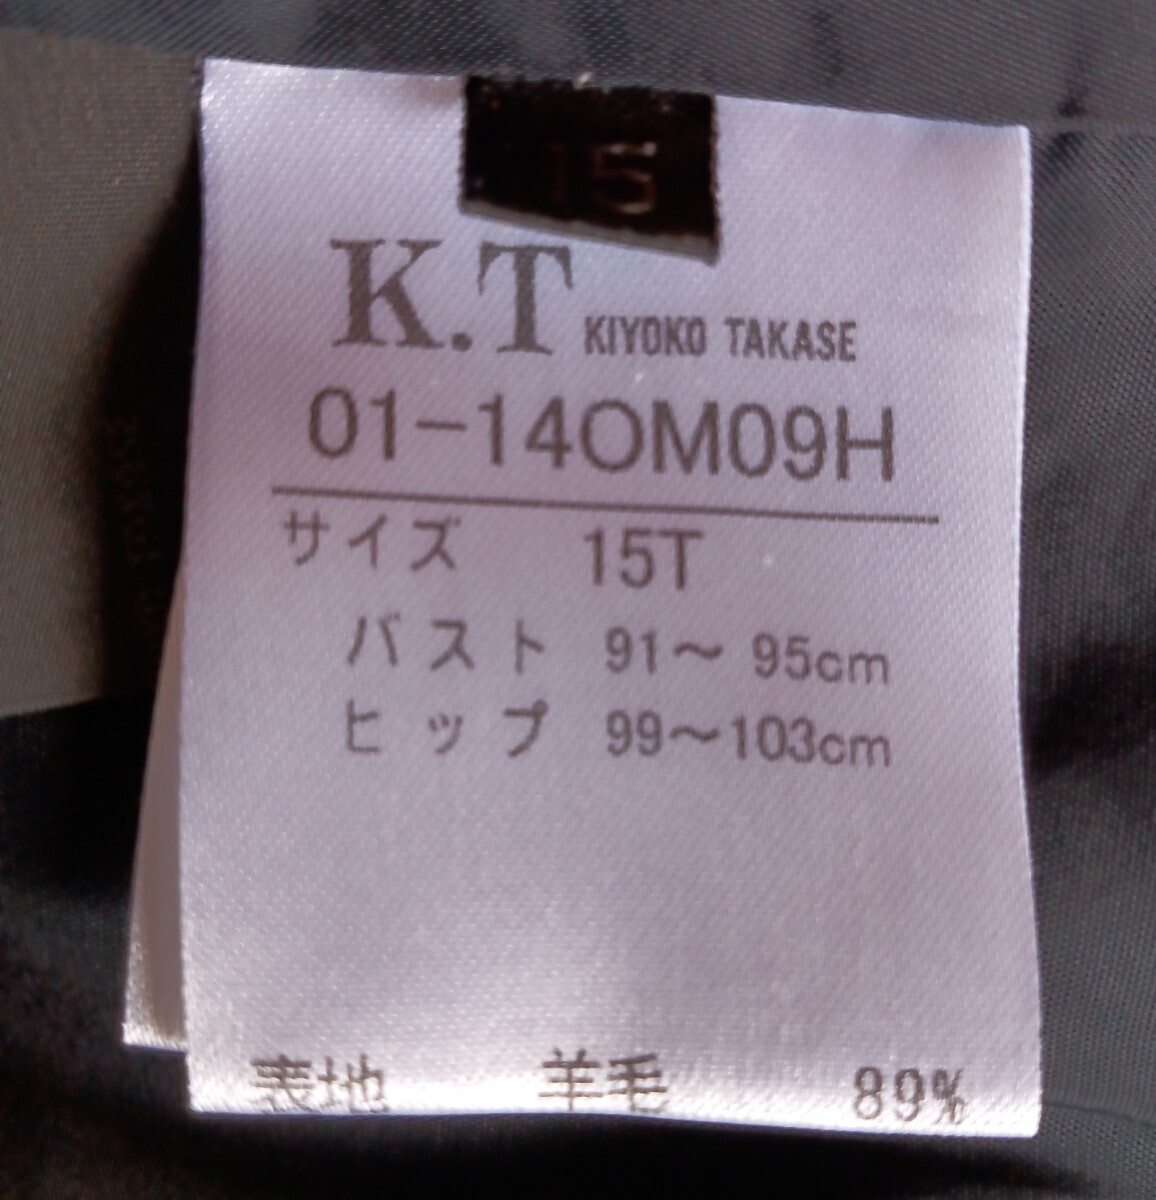 15
K.T KIYOKO TAKASE
01-14OM09H
サイズ 15T
バスト 91～ 95cm
ヒップ 99～103cm
表地 羊毛 89%